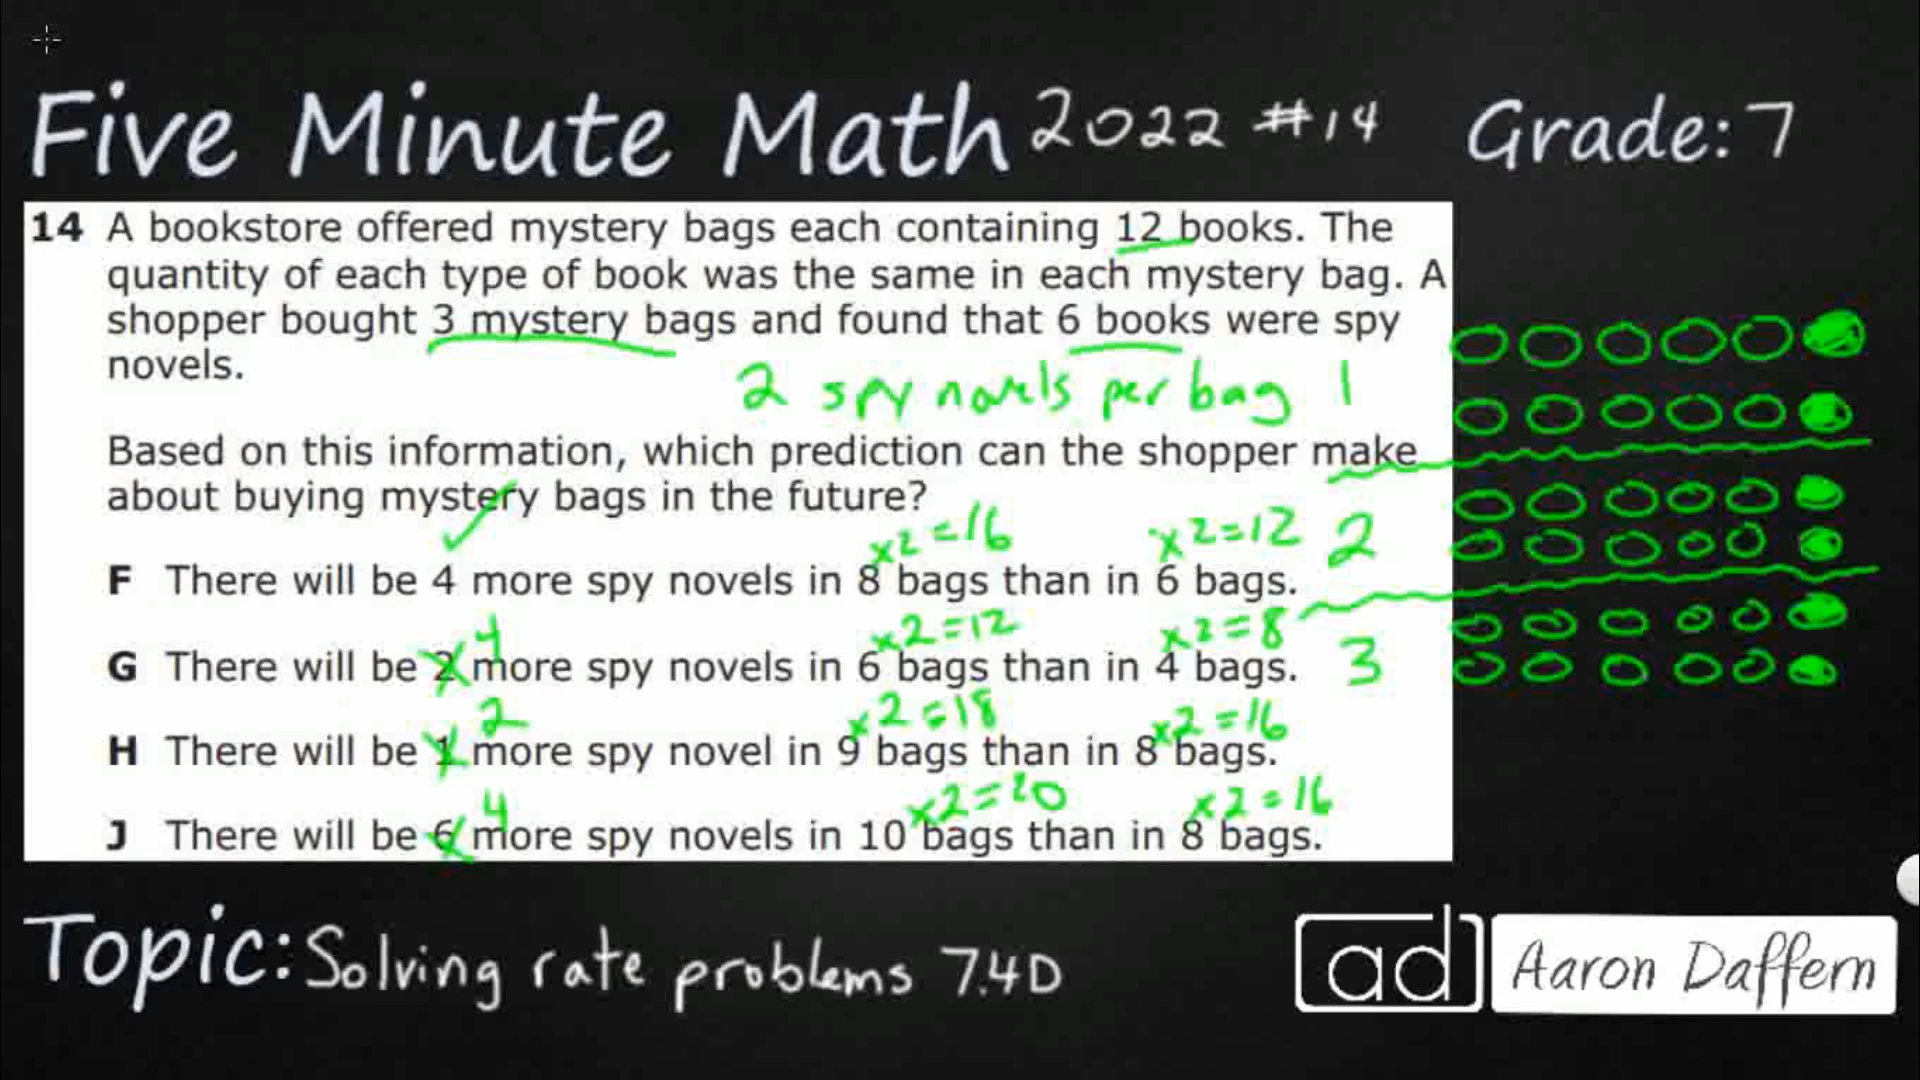 Five Minute Math 2022 #14 Grade: 7
14 A bookstore offered mystery bags each containing 12 books. The
quantity of each type of book was the same in each mystery bag. A
shopper bought 3 mystery bags and found that 6 books were spy
novels.
2 spy novels per bag 1
Based on this information, which prediction can the shopper make
about buying mystery bags in the future?
x2=16 x2=12 2
F There will be 4 more spy novels in 8 bags than in 6 bags.
4 x2=12 x2=8
G There will be 2 more spy novels in 6 bags than in 4 bags. 3
2 x2=18 x2=16
H There will be 1 more spy novel in 9 bags than in 8 bags.
4 x2=20 x2=16
J There will be 6 more spy novels in 10 bags than in 8 bags.
Topic: Solving rate problems 7.4D
ad Aaron Daffern